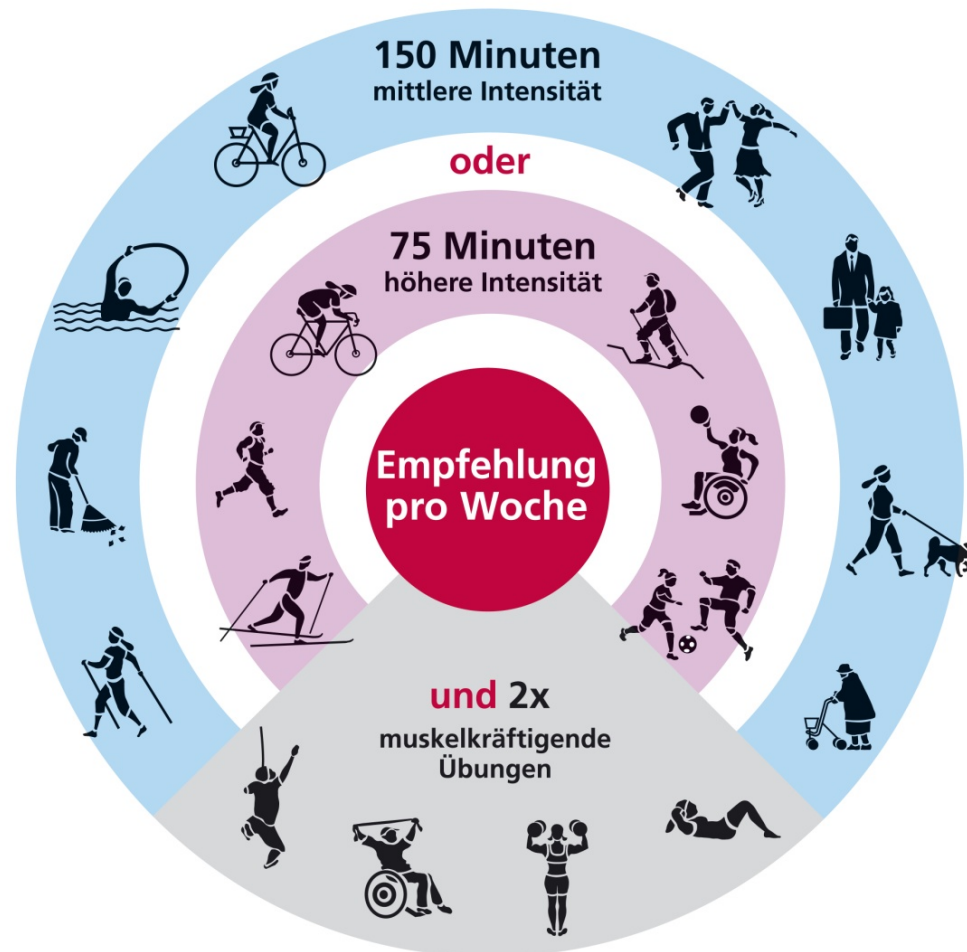 150 Minuten
mittlere Intensität
oder
75 Minuten
höhere Intensität
Empfehlung
pro Woche
und 2x
muskelkräftigende
Übungen